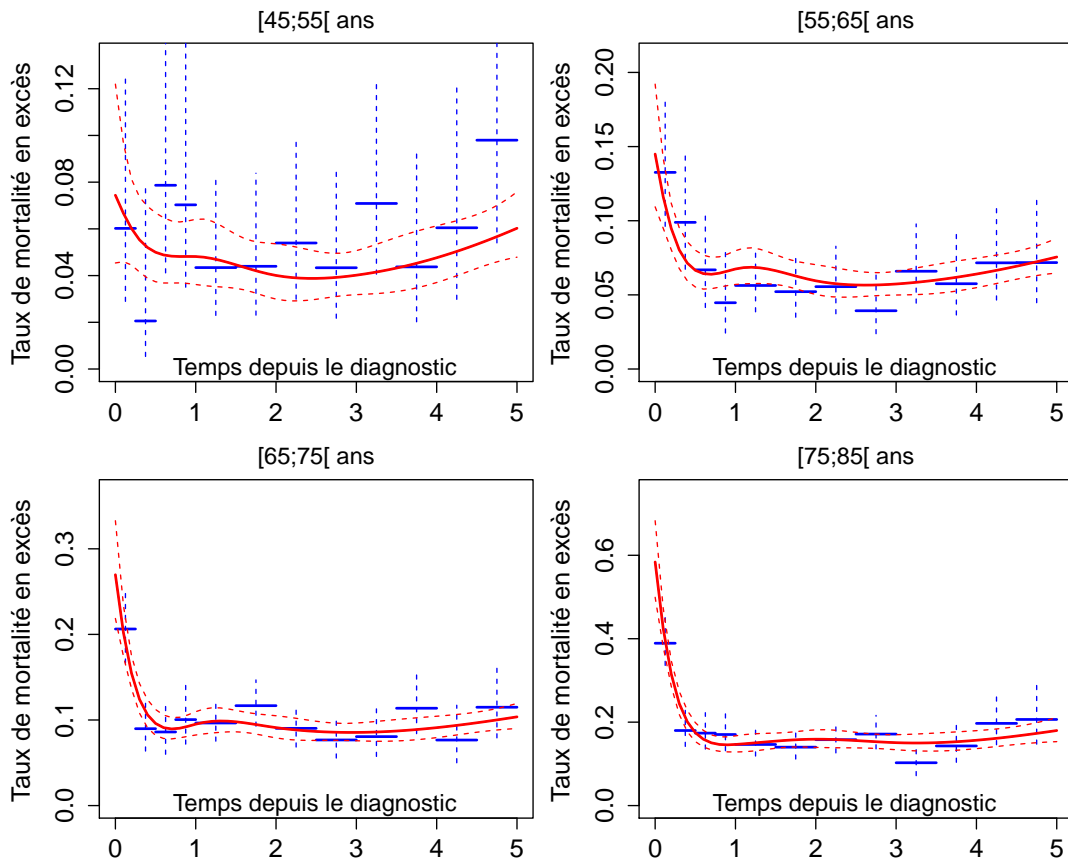 [45;55[ ans
Taux de mortalité en excès
0.00 0.04 0.08 0.12
Temps depuis le diagnostic
0 1 2 3 4 5
[55;65[ ans
Taux de mortalité en excès
0.00 0.05 0.10 0.15 0.20
Temps depuis le diagnostic
0 1 2 3 4 5
[65;75[ ans
Taux de mortalité en excès
0.0 0.1 0.2 0.3
Temps depuis le diagnostic
0 1 2 3 4 5
[75;85[ ans
Taux de mortalité en excès
0.0 0.2 0.4 0.6
Temps depuis le diagnostic
0 1 2 3 4 5